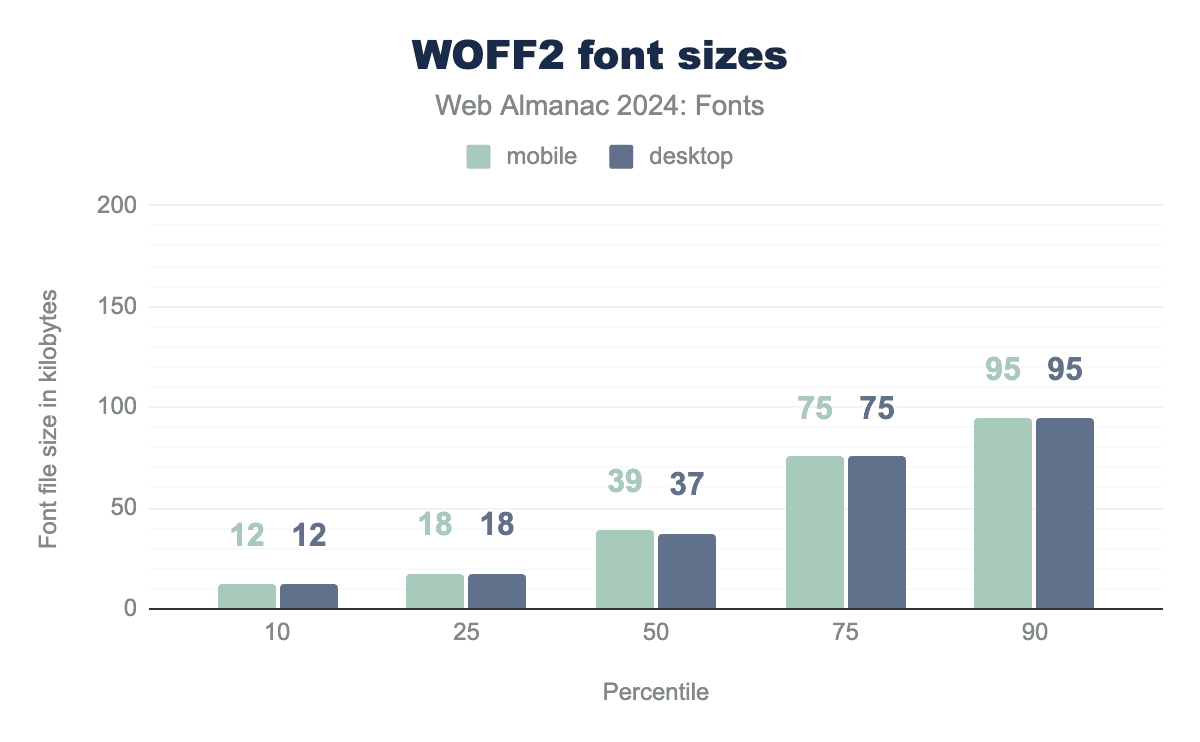 WOFF2 font sizes
Web Almanac 2024: Fonts
mobile desktop
Font file size in kilobytes
200
150
100
50
0
12 12
18 18
39 37
75 75
95 95
10 25 50 75 90
Percentile